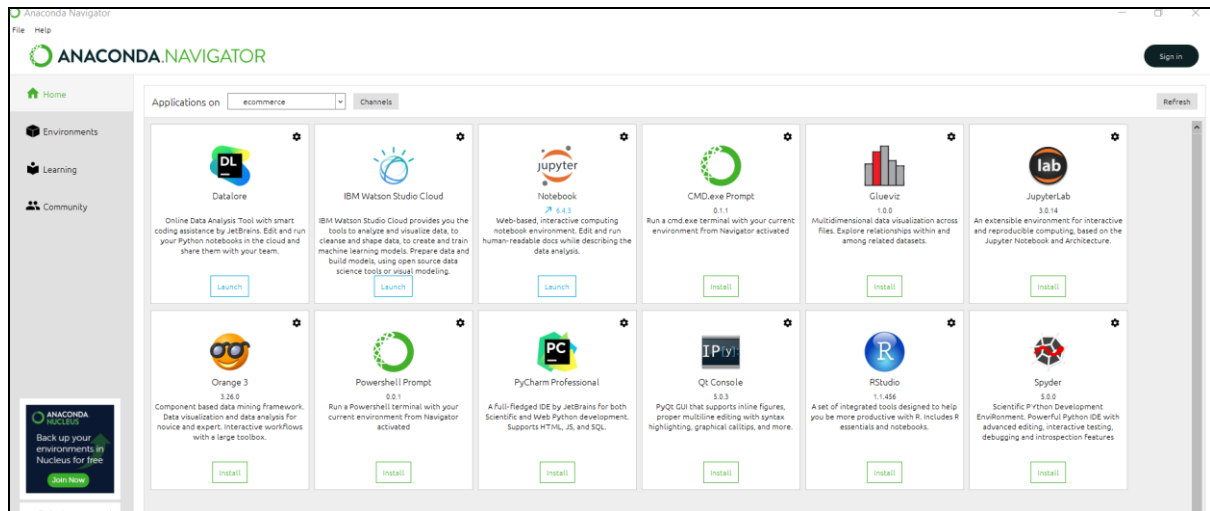 Anaconda Navigator
File Help
ANACONDA.NAVIGATOR
Sign in
Home
Environments
Learning
Community
Applications on ecommerce Channels Refresh
DL
Datalore
Online Data Analysis Tool with smart
coding assistance by JetBrains. Edit and run
your Python notebooks in the cloud and
share them with your team.
Launch
IBM Watson Studio Cloud
IBM Watson Studio Cloud provides you the
tools to analyze and visualize data, to
cleanse and shape data, to create and train
machine learning models. Prepare data and
build models, using open source data
science tools or visual modeling.
Launch
jupyter
Notebook
6.4.3
Web-based, interactive computing
notebook environment. Edit and run
human-readable docs while describing the
data analysis.
Launch
CMD.exe Prompt
0.1.1
Run a cmd.exe terminal with your current
environment from Navigator activated
Install
Glueviz
1.0.0
Multidimensional data visualization across
files. Explore relationships within and
among related datasets.
Install
lab
JupyterLab
3.0.14
An extensible environment for interactive
and reproducible computing, based on the
Jupyter Notebook and Architecture.
Install
Orange 3
3.26.0
Component based data mining framework.
Data visualization and data analysis for
novice and expert. Interactive workflows
with a large toolbox.
Install
Powershell Prompt
0.0.1
Run a Powershell terminal with your
current environment from Navigator
activated
Install
PC
PyCharm Professional
A full-fledged IDE by JetBrains for both
Scientific and Web Python development.
Supports HTML, JS, and SQL.
Install
IP[y]:
Qt Console
5.0.3
PyQt GUI that supports inline figures,
proper multiline editing with syntax
highlighting, graphical calltips, and more.
Install
R
RStudio
1.1.456
A set of integrated tools designed to help
you be more productive with R. Includes R
essentials and notebooks.
Install
Spyder
5.0.0
Scientific PYthon Development
EnviRonment. Powerful Python IDE with
advanced editing, interactive testing,
debugging and introspection features
Install
ANACONDA
NUCLEUS
Back up your
environments in
Nucleus for free
Join Now